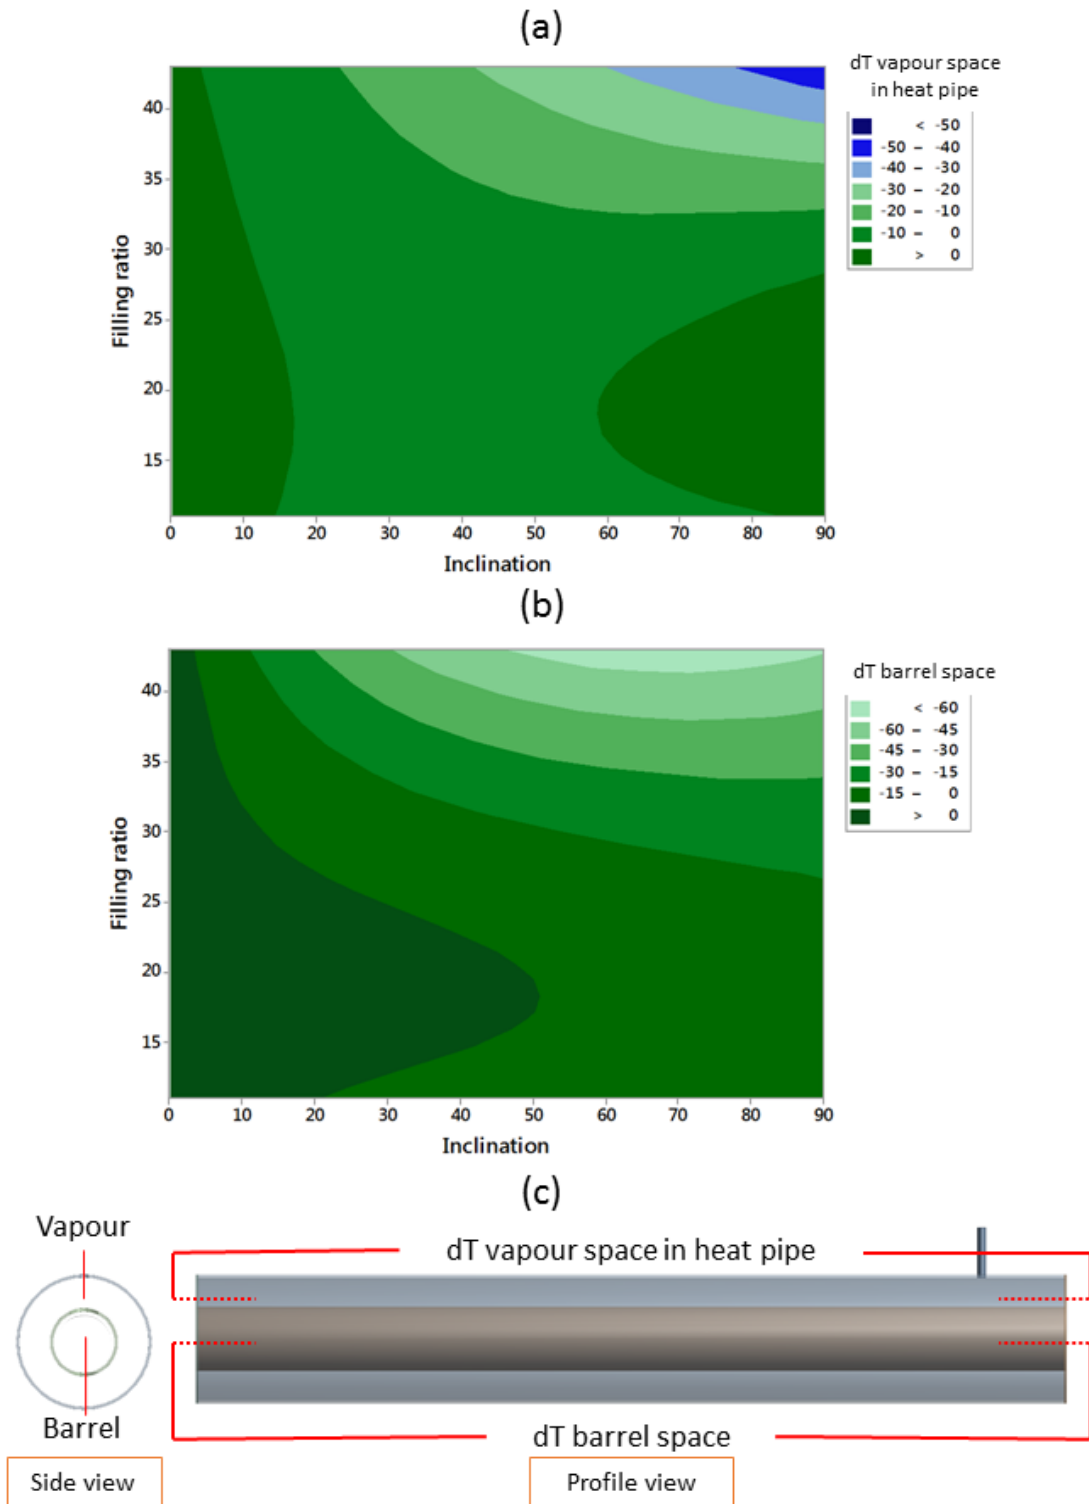 (a)
dT vapour space
in heat pipe
< -50
-50 - -40
-40 - -30
-30 - -20
-20 - -10
-10 - 0
> 0
40
35
30
25
20
15
Filling ratio
0 10 20 30 40 50 60 70 80 90
Inclination
(b)
dT barrel space
< -60
-60 - -45
-45 - -30
-30 - -15
-15 - 0
> 0
40
35
30
25
20
15
Filling ratio
0 10 20 30 40 50 60 70 80 90
Inclination
(c)
Vapour
dT vapour space in heat pipe
Barrel
dT barrel space
Side view
Profile view